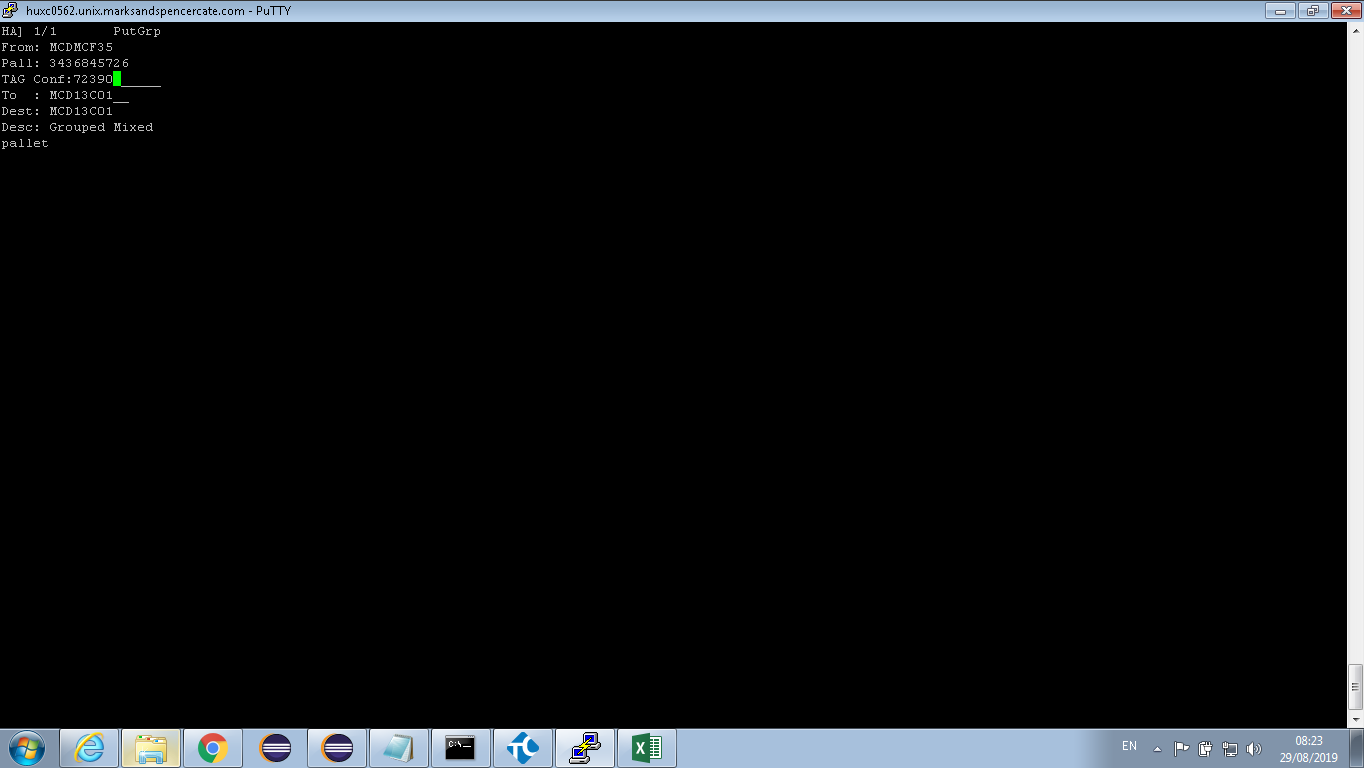 huxc0562.unix.marksandspencercate.com - PuTTY
HA] 1/1       PutGrp
From: MCDMCF35
Pall: 3436845726
TAG Conf:72390______
To  : MCD13C01__
Dest: MCD13C01
Desc: Grouped Mixed
pallet
C:\_
TC
X
EN
08:23
29/08/2019